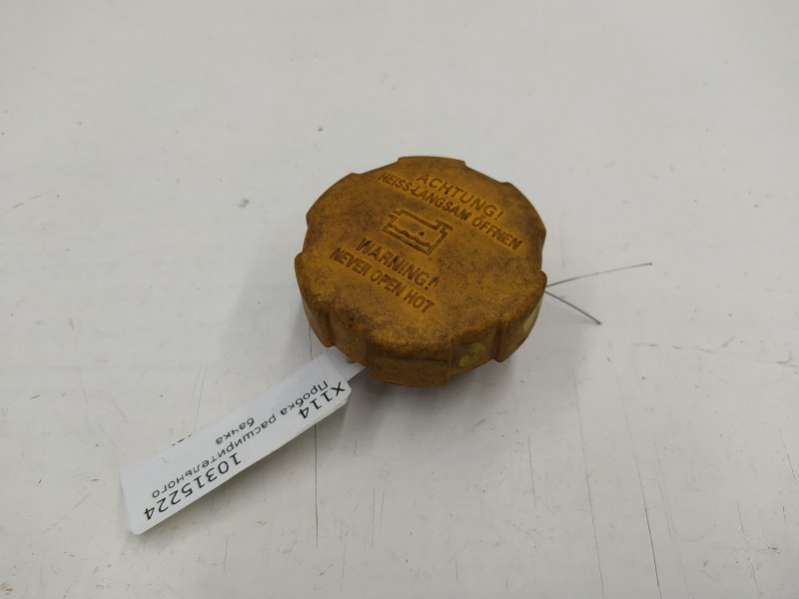 ACHTUNG!
HEISS-LANGSAM ÖFFNEN
WARNING!
NEVER OPEN HOT
X114
Пробка расширительного
бачка
10315224